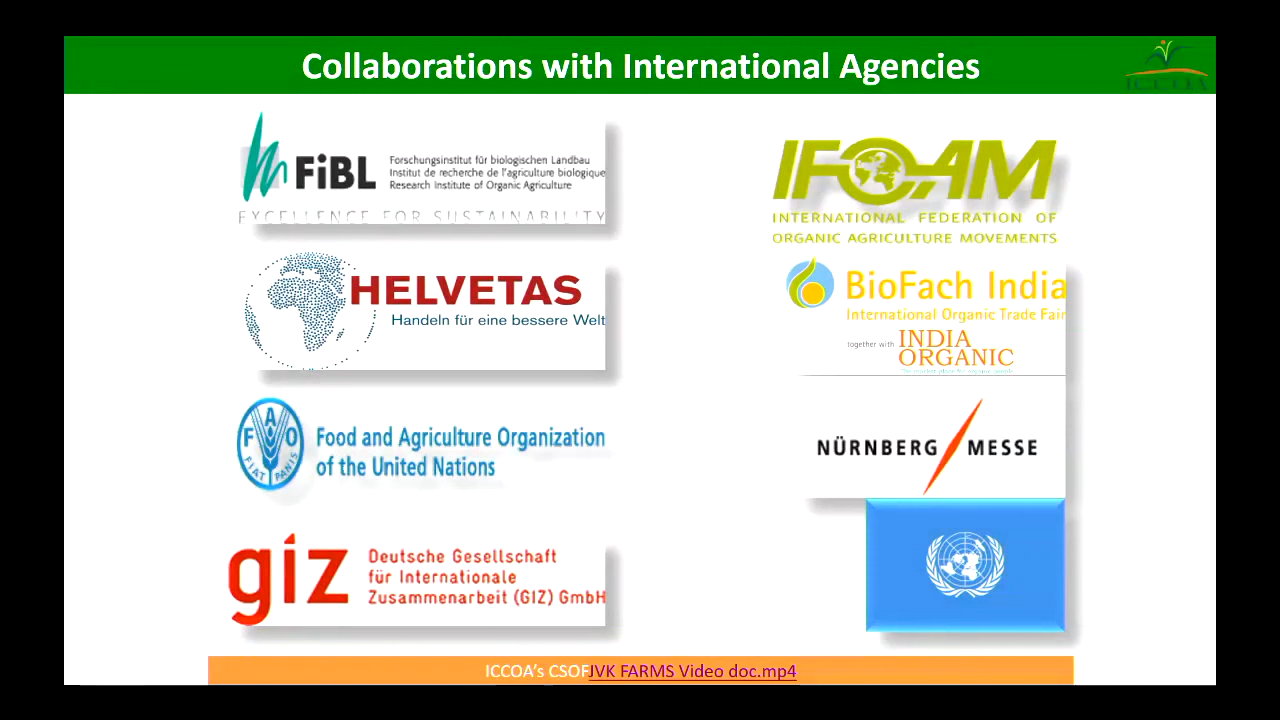 Collaborations with International Agencies
ICCOA
FiBL
Forschungsinstitut für biologischen Landbau
Institut de recherche de l'agriculture biologique
Research Institute of Organic Agriculture
EXCELLENCE FOR SUSTAINABILITY
HELVETAS
Handeln für eine bessere Welt
F A O
FIAT PANIS
Food and Agriculture Organization
of the United Nations
giz
Deutsche Gesellschaft
für Internationale
Zusammenarbeit (GIZ) GmbH
IFOAM
INTERNATIONAL FEDERATION OF
ORGANIC AGRICULTURE MOVEMENTS
BioFach India
International Organic Trade Fair
together with INDIA
ORGANIC
NÜRNBERG MESSE
ICCOA's CSOFJVK FARMS Video doc.mp4